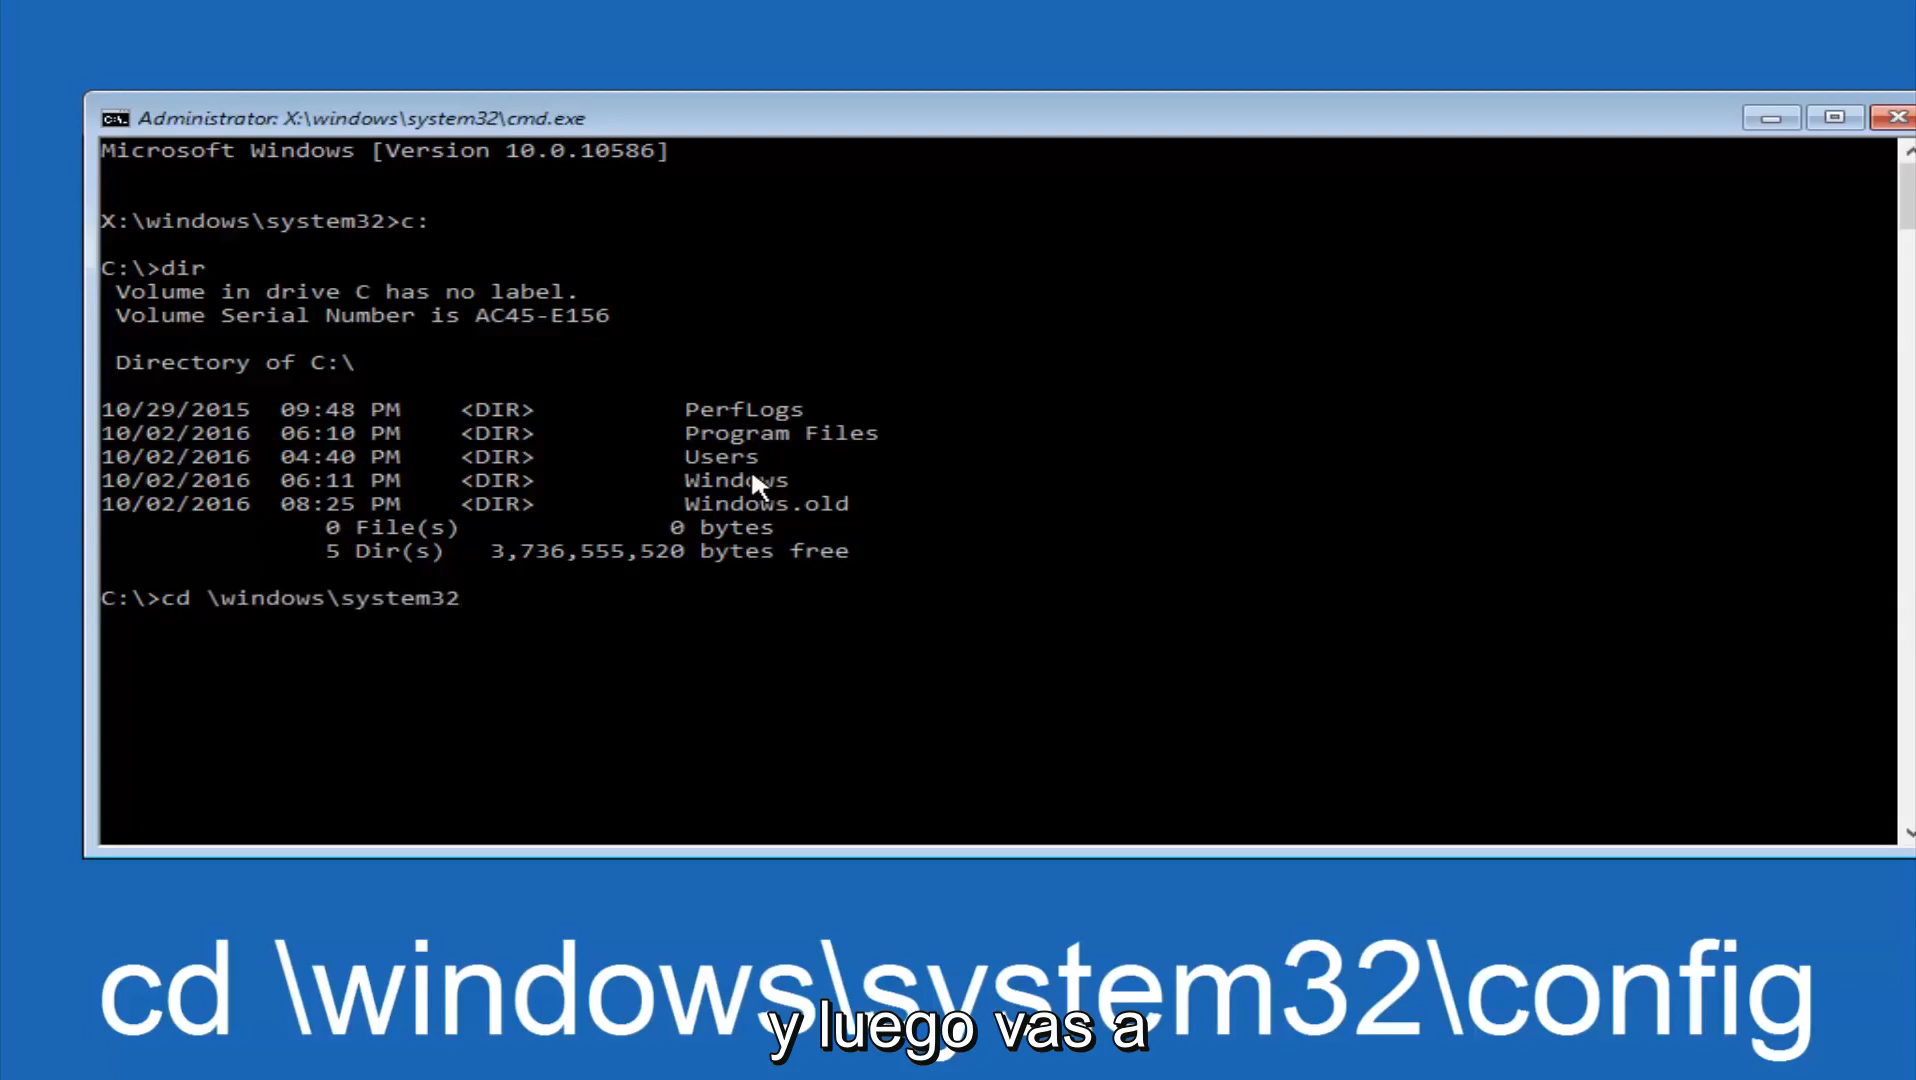 Administrator: X:\windows\system32\cmd.exe
Microsoft Windows [Version 10.0.10586]
X:\windows\system32>c:
C:\>dir
Volume in drive C has no label.
Volume Serial Number is AC45-E156
Directory of C:\
10/29/2015 09:48 PM <DIR> PerfLogs
10/02/2016 06:10 PM <DIR> Program Files
10/02/2016 04:40 PM <DIR> Users
10/02/2016 06:11 PM <DIR> Windows
10/02/2016 08:25 PM <DIR> Windows.old
0 File(s) 0 bytes
5 Dir(s) 3,736,555,520 bytes free
C:\>cd \windows\system32
cd \windows\system32\config
y luego vas a